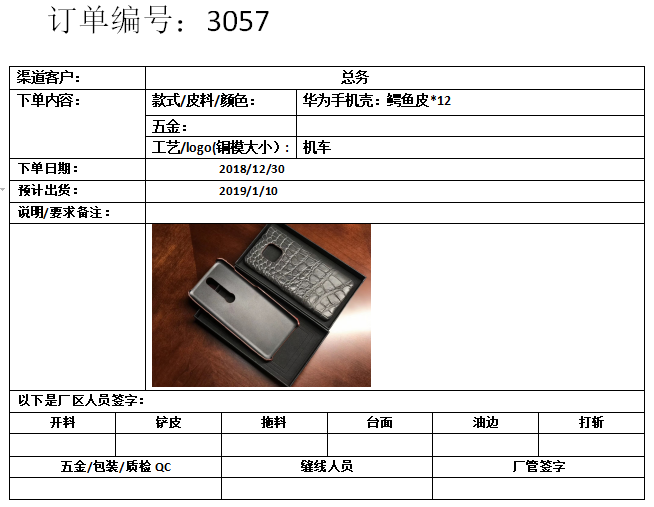 订单编号：3057
渠道客户： 总务
下单内容： 款式/皮料/颜色： 华为手机壳：鳄鱼皮*12
五金：
工艺/logo(铜模大小)： 机车
下单日期： 2018/12/30
预计出货： 2019/1/10
说明/要求备注：
以下是厂区人员签字：
开料 铲皮 拖料 台面 油边 打斩
五金/包装/质检 QC 缝线人员 厂管签字